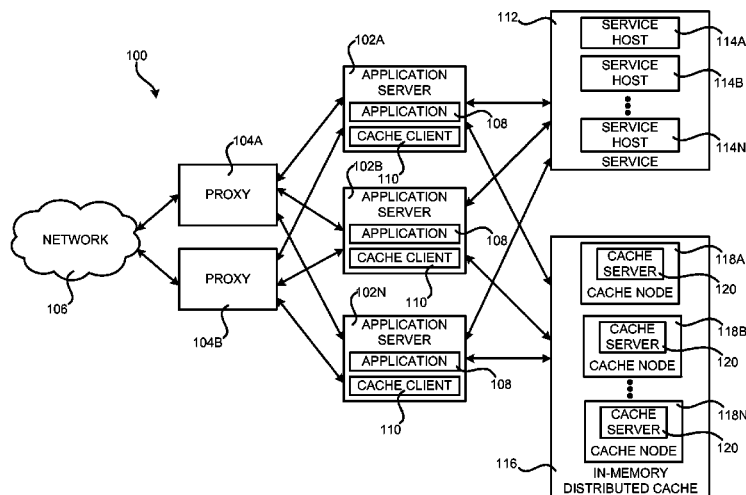 100
NETWORK
106
104A
PROXY
PROXY
104B
102A
APPLICATION
SERVER
APPLICATION
108
CACHE CLIENT
110
102B
APPLICATION
SERVER
APPLICATION
108
CACHE CLIENT
110
102N
APPLICATION
SERVER
APPLICATION
108
CACHE CLIENT
110
112
SERVICE
HOST
114A
SERVICE
HOST
114B
SERVICE
HOST
114N
SERVICE
118A
CACHE
SERVER
120
CACHE NODE
118B
CACHE
SERVER
120
CACHE NODE
118N
CACHE
SERVER
120
CACHE NODE
116
IN-MEMORY
DISTRIBUTED CACHE